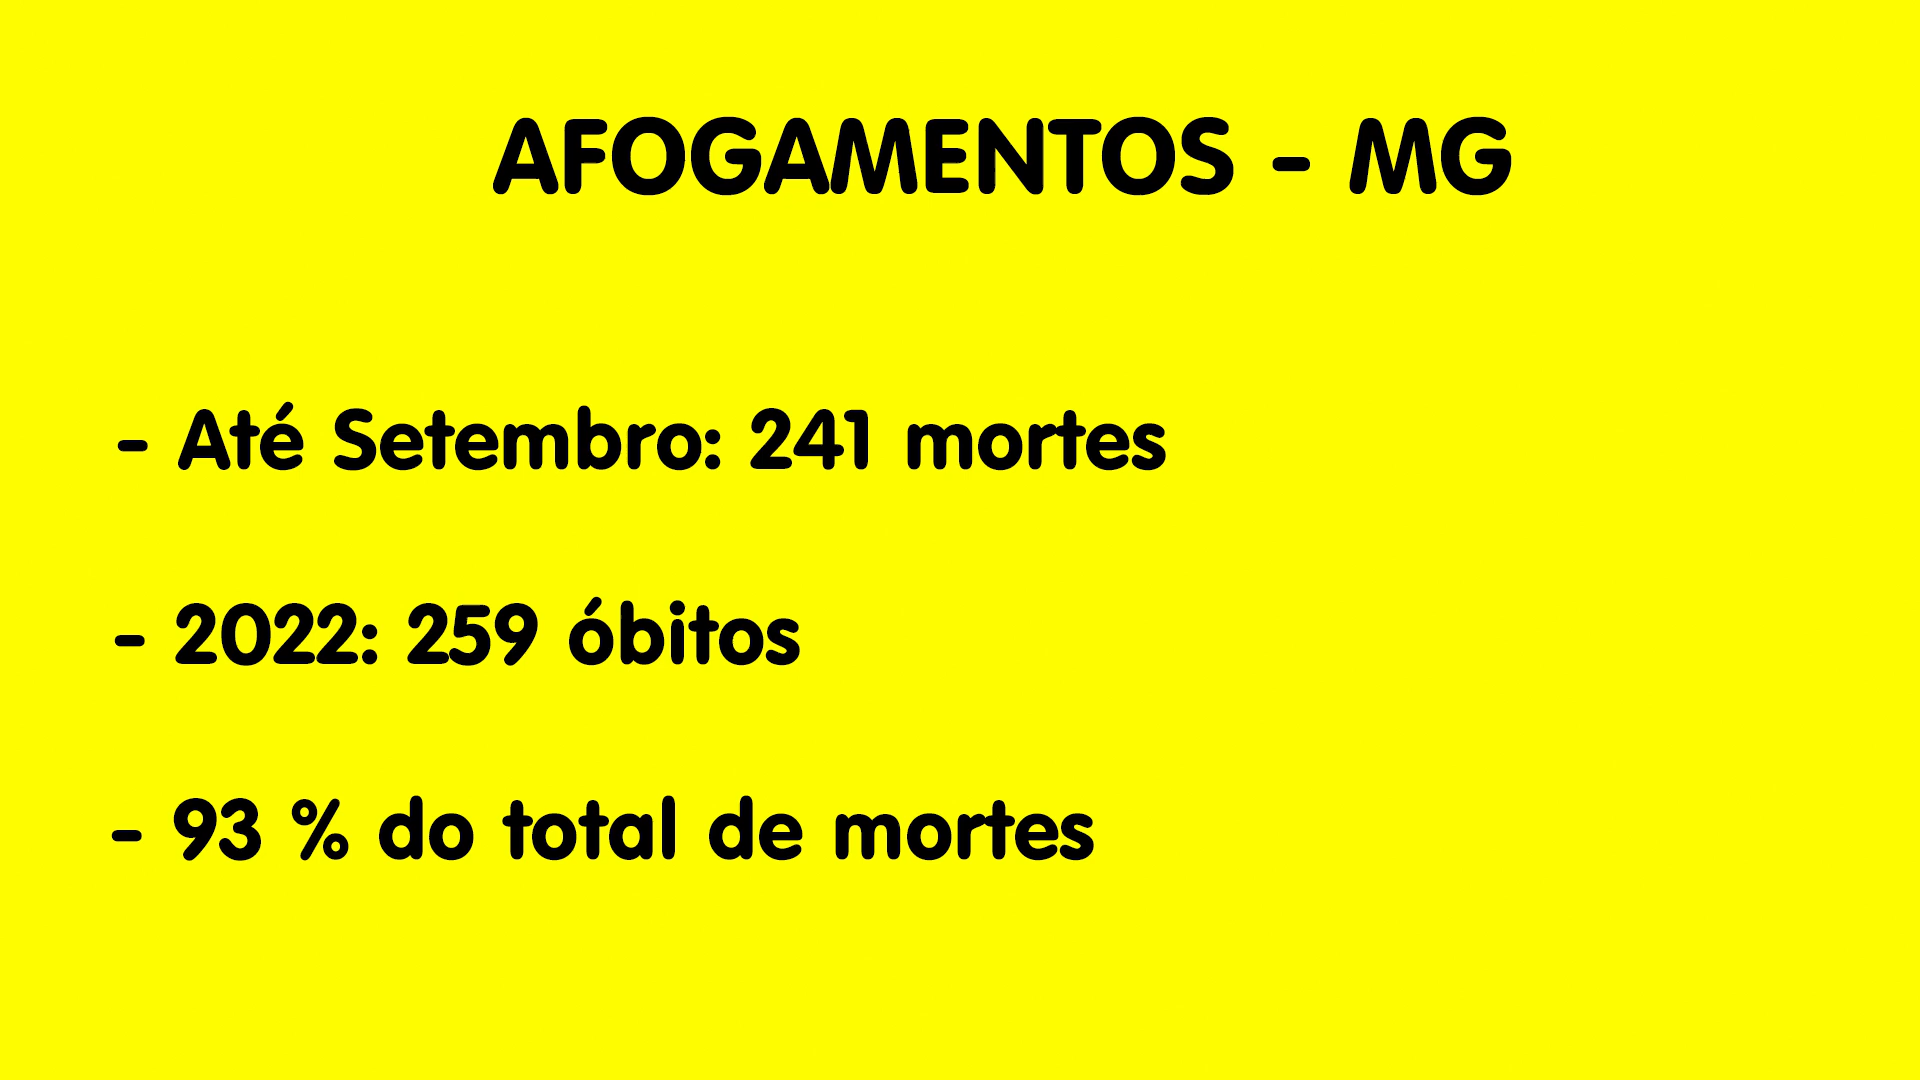 AFOGAMENTOS - MG
- Até Setembro: 241 mortes
- 2022: 259 óbitos
- 93 % do total de mortes